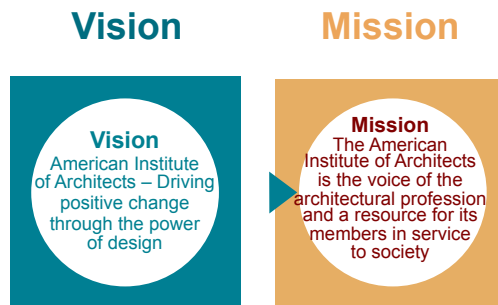 Vision
Mission
Vision
American Institute
of Architects – Driving
positive change
through the power
of design
Mission
The American
Institute of Architects
is the voice of the
architectural profession
and a resource for its
members in service
to society